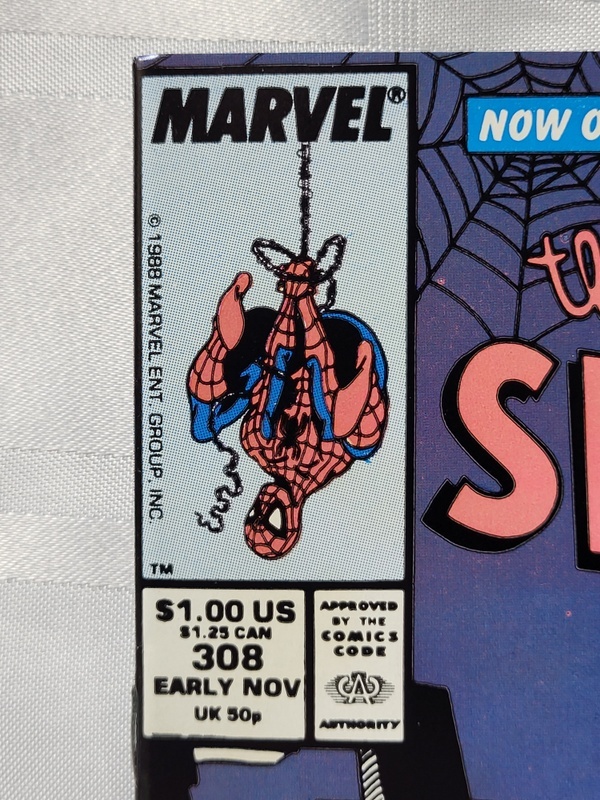 MARVEL®
© 1988 MARVEL ENT. GROUP, INC.
TM
NOW O
th
S
$1.00 US
$1.25 CAN
308
EARLY NOV
UK 50p
APPROVED
BY THE
COMICS
CODE
CA
AUTHORITY